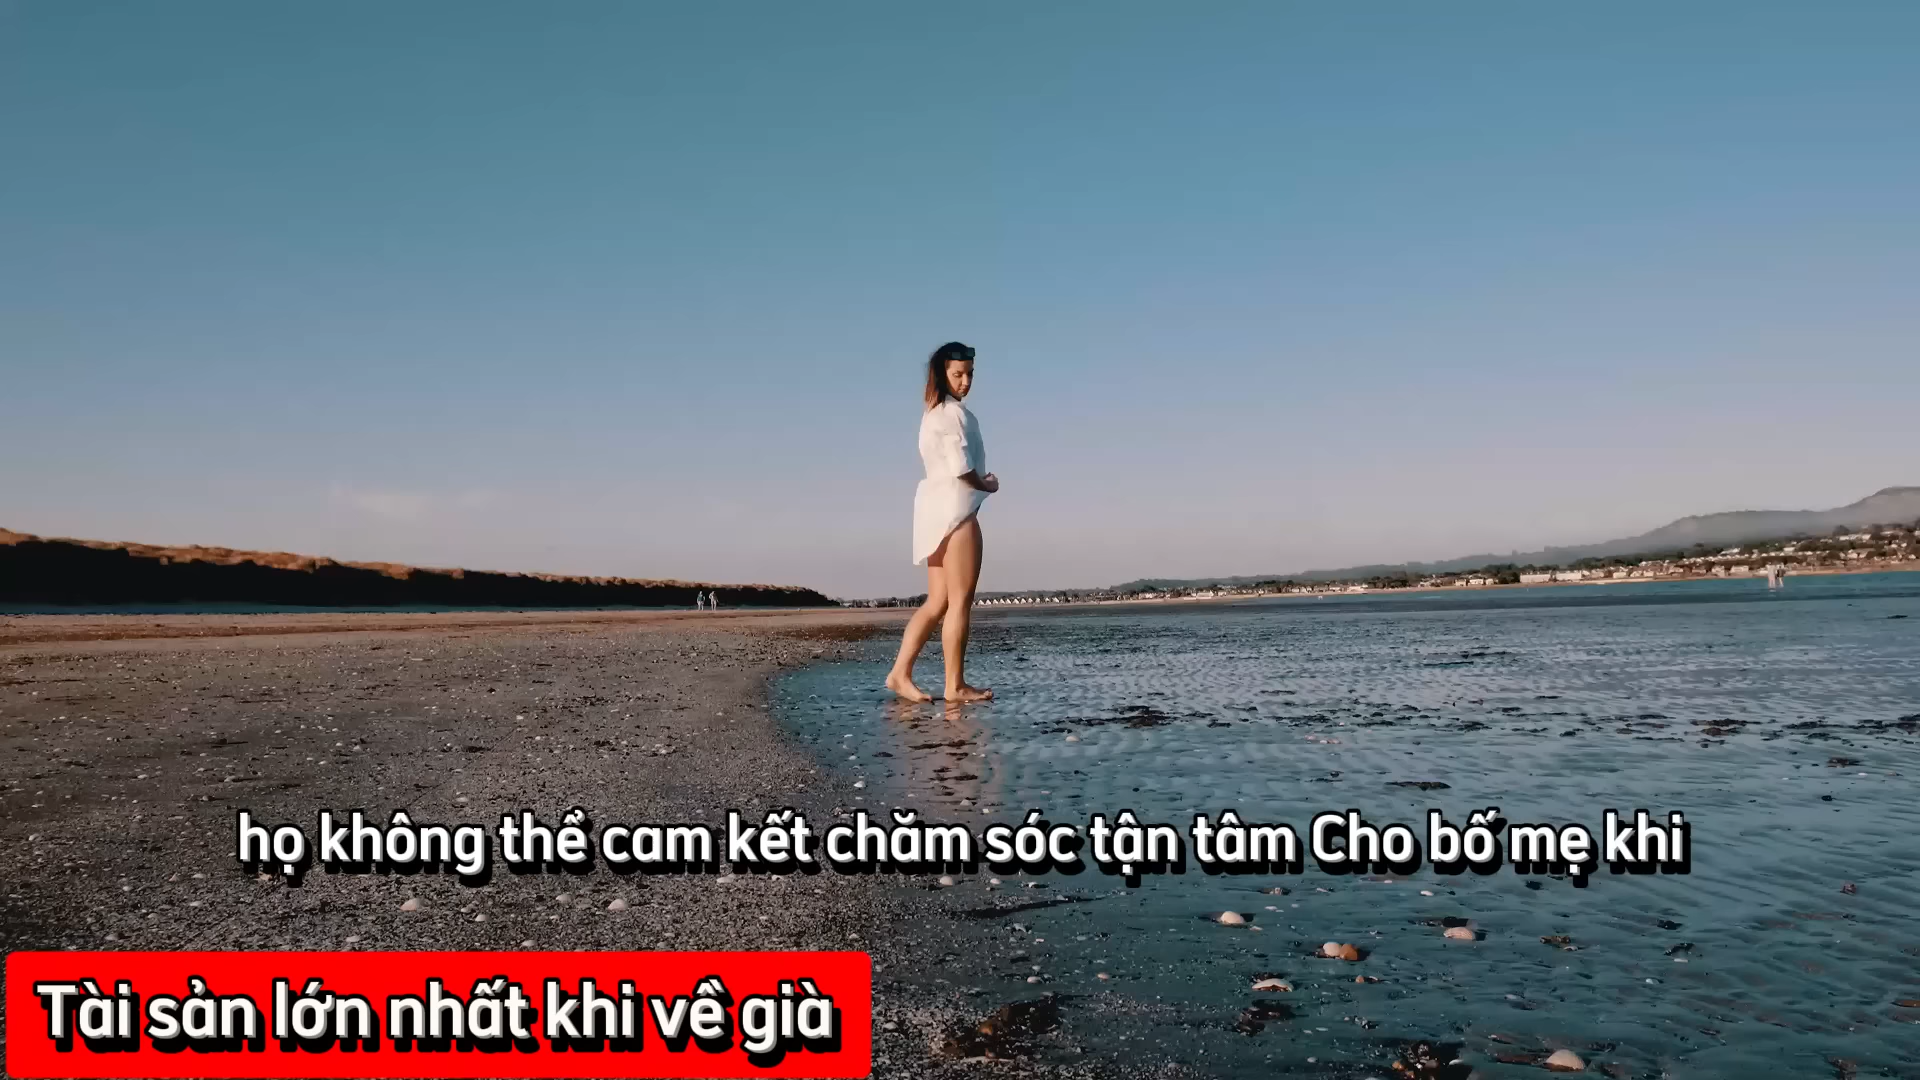 họ không thể cam kết chăm sóc tận tâm Cho bố mẹ khi
Tài sản lớn nhất khi về già